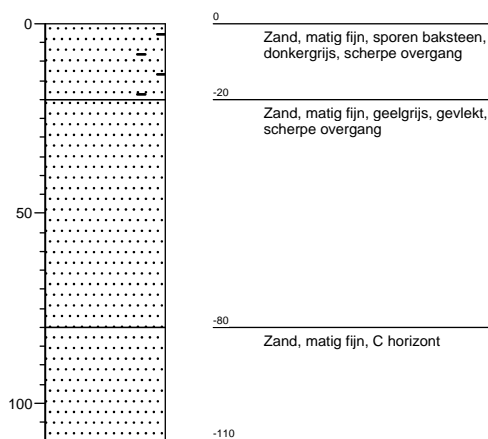 0
0
Zand, matig fijn, sporen baksteen,
donkergrijs, scherpe overgang
-20
Zand, matig fijn, geelgrijs, gevlekt,
scherpe overgang
50
-80
Zand, matig fijn, C horizont
100
-110